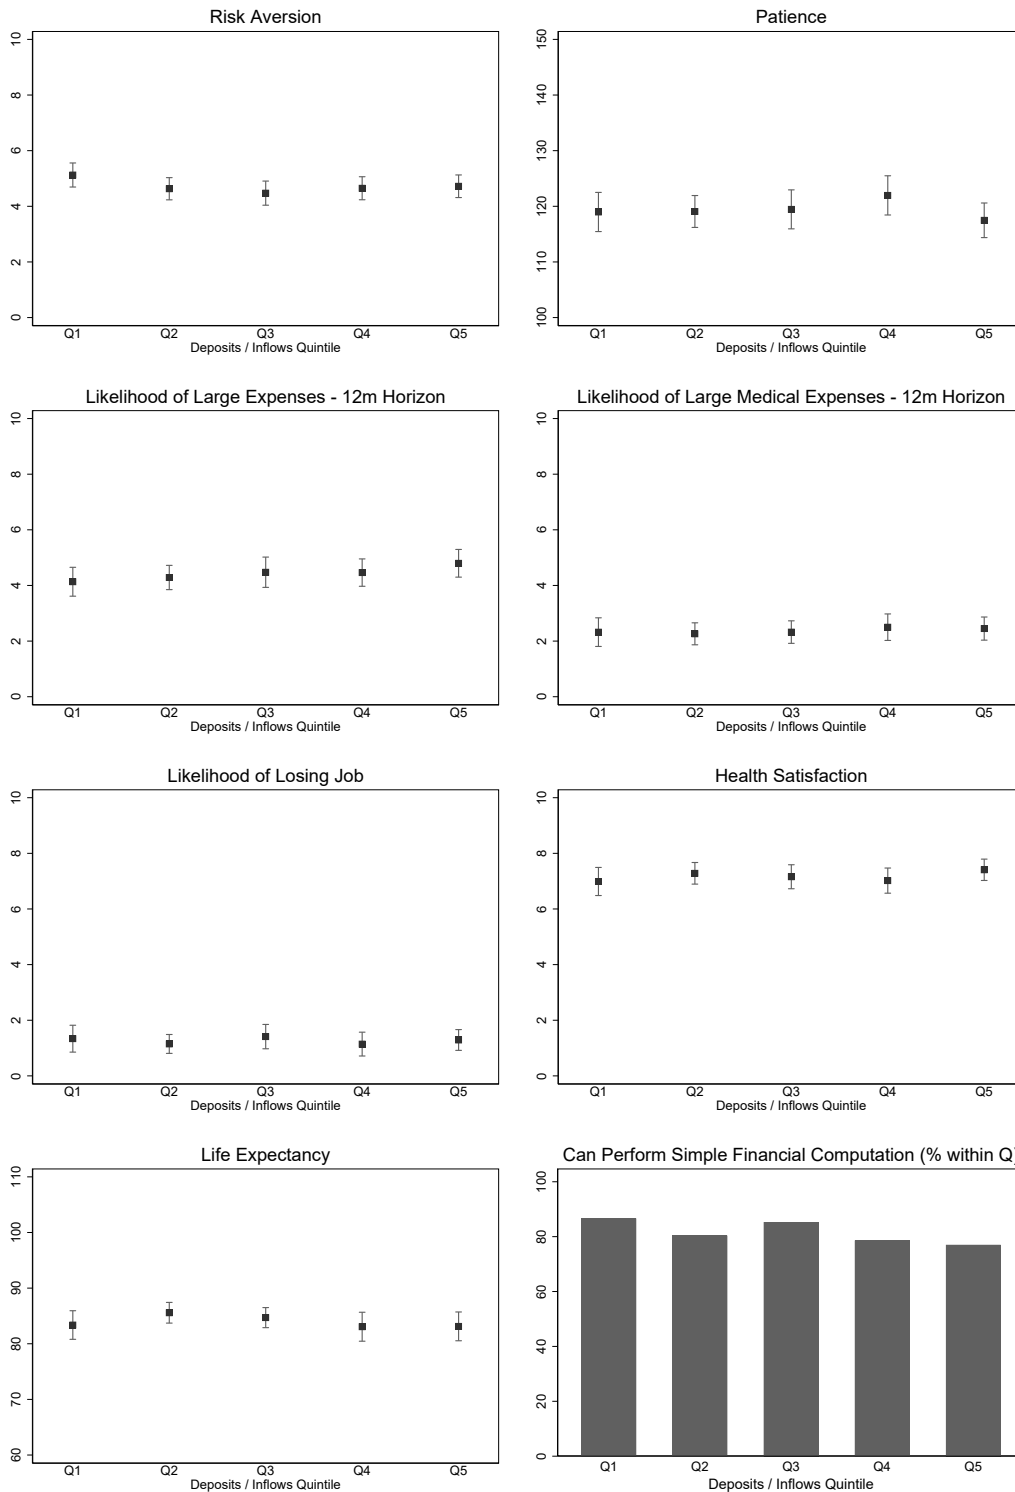 Risk Aversion
10
8
6
4
2
0
Q1 Q2 Q3 Q4 Q5
Deposits / Inflows Quintile
Patience
150
140
130
120
110
100
Q1 Q2 Q3 Q4 Q5
Deposits / Inflows Quintile
Likelihood of Large Expenses - 12m Horizon
10
8
6
4
2
0
Q1 Q2 Q3 Q4 Q5
Deposits / Inflows Quintile
Likelihood of Large Medical Expenses - 12m Horizon
10
8
6
4
2
0
Q1 Q2 Q3 Q4 Q5
Deposits / Inflows Quintile
Likelihood of Losing Job
10
8
6
4
2
0
Q1 Q2 Q3 Q4 Q5
Deposits / Inflows Quintile
Health Satisfaction
10
8
6
4
2
0
Q1 Q2 Q3 Q4 Q5
Deposits / Inflows Quintile
Life Expectancy
110
100
90
80
70
60
Q1 Q2 Q3 Q4 Q5
Deposits / Inflows Quintile
Can Perform Simple Financial Computation (% within Q)
100
80
60
40
20
0
Q1 Q2 Q3 Q4 Q5
Deposits / Inflows Quintile